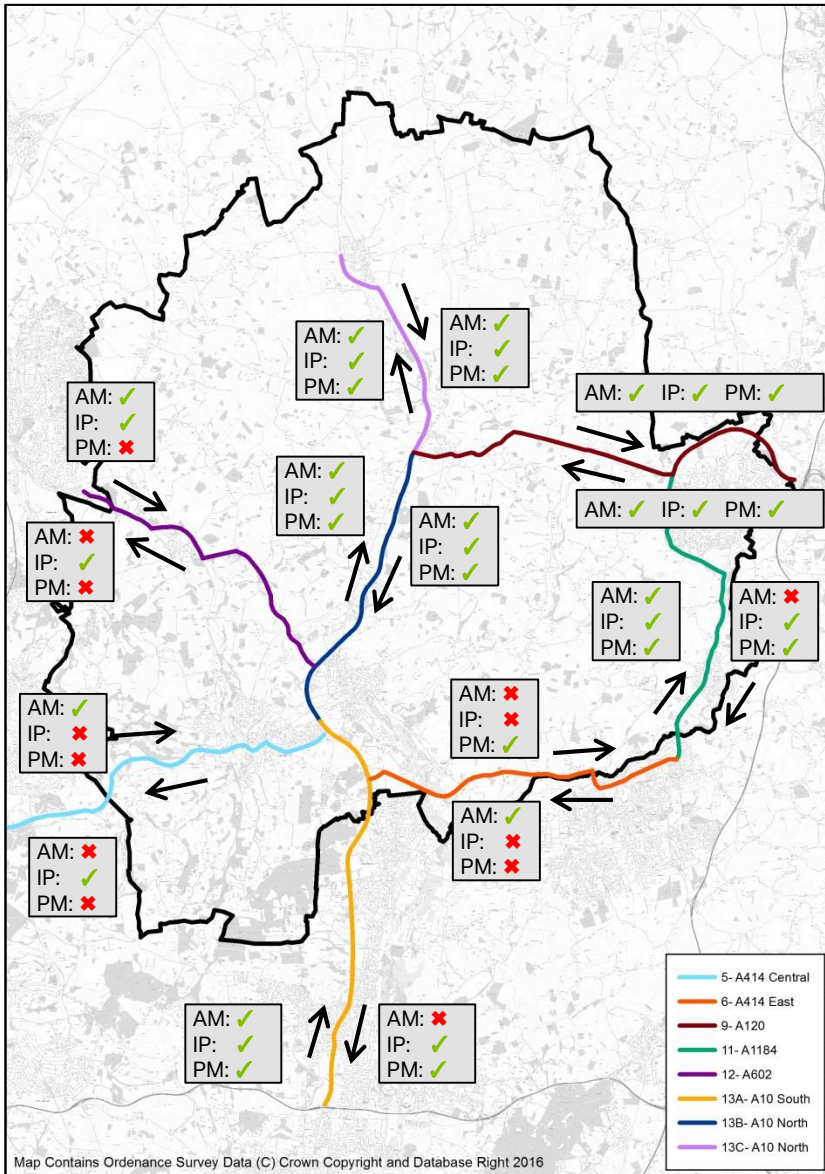 AM: ✓
IP: ✓
PM: ✓
AM: ✓
IP: ✓
PM: ✓
AM: ✓ IP: ✓ PM: ✓
AM: ✓
IP: ✓
PM: ✖
AM: ✓
IP: ✓
PM: ✓
AM: ✓ IP: ✓ PM: ✓
AM: ✓
IP: ✓
PM: ✓
AM: ✖
IP: ✓
PM: ✖
AM: ✓
IP: ✓
PM: ✓
AM: ✖
IP: ✓
PM: ✓
AM: ✓
IP: ✖
PM: ✖
AM: ✖
IP: ✖
PM: ✓
AM: ✓
IP: ✖
PM: ✖
AM: ✖
IP: ✓
PM: ✖
AM: ✓
IP: ✓
PM: ✓
AM: ✖
IP: ✓
PM: ✓
5- A414 Central
6- A414 East
9- A120
11- A1184
12- A602
13A- A10 South
13B- A10 North
13C- A10 North
Map Contains Ordenance Survey Data (C) Crown Copyright and Database Right 2016